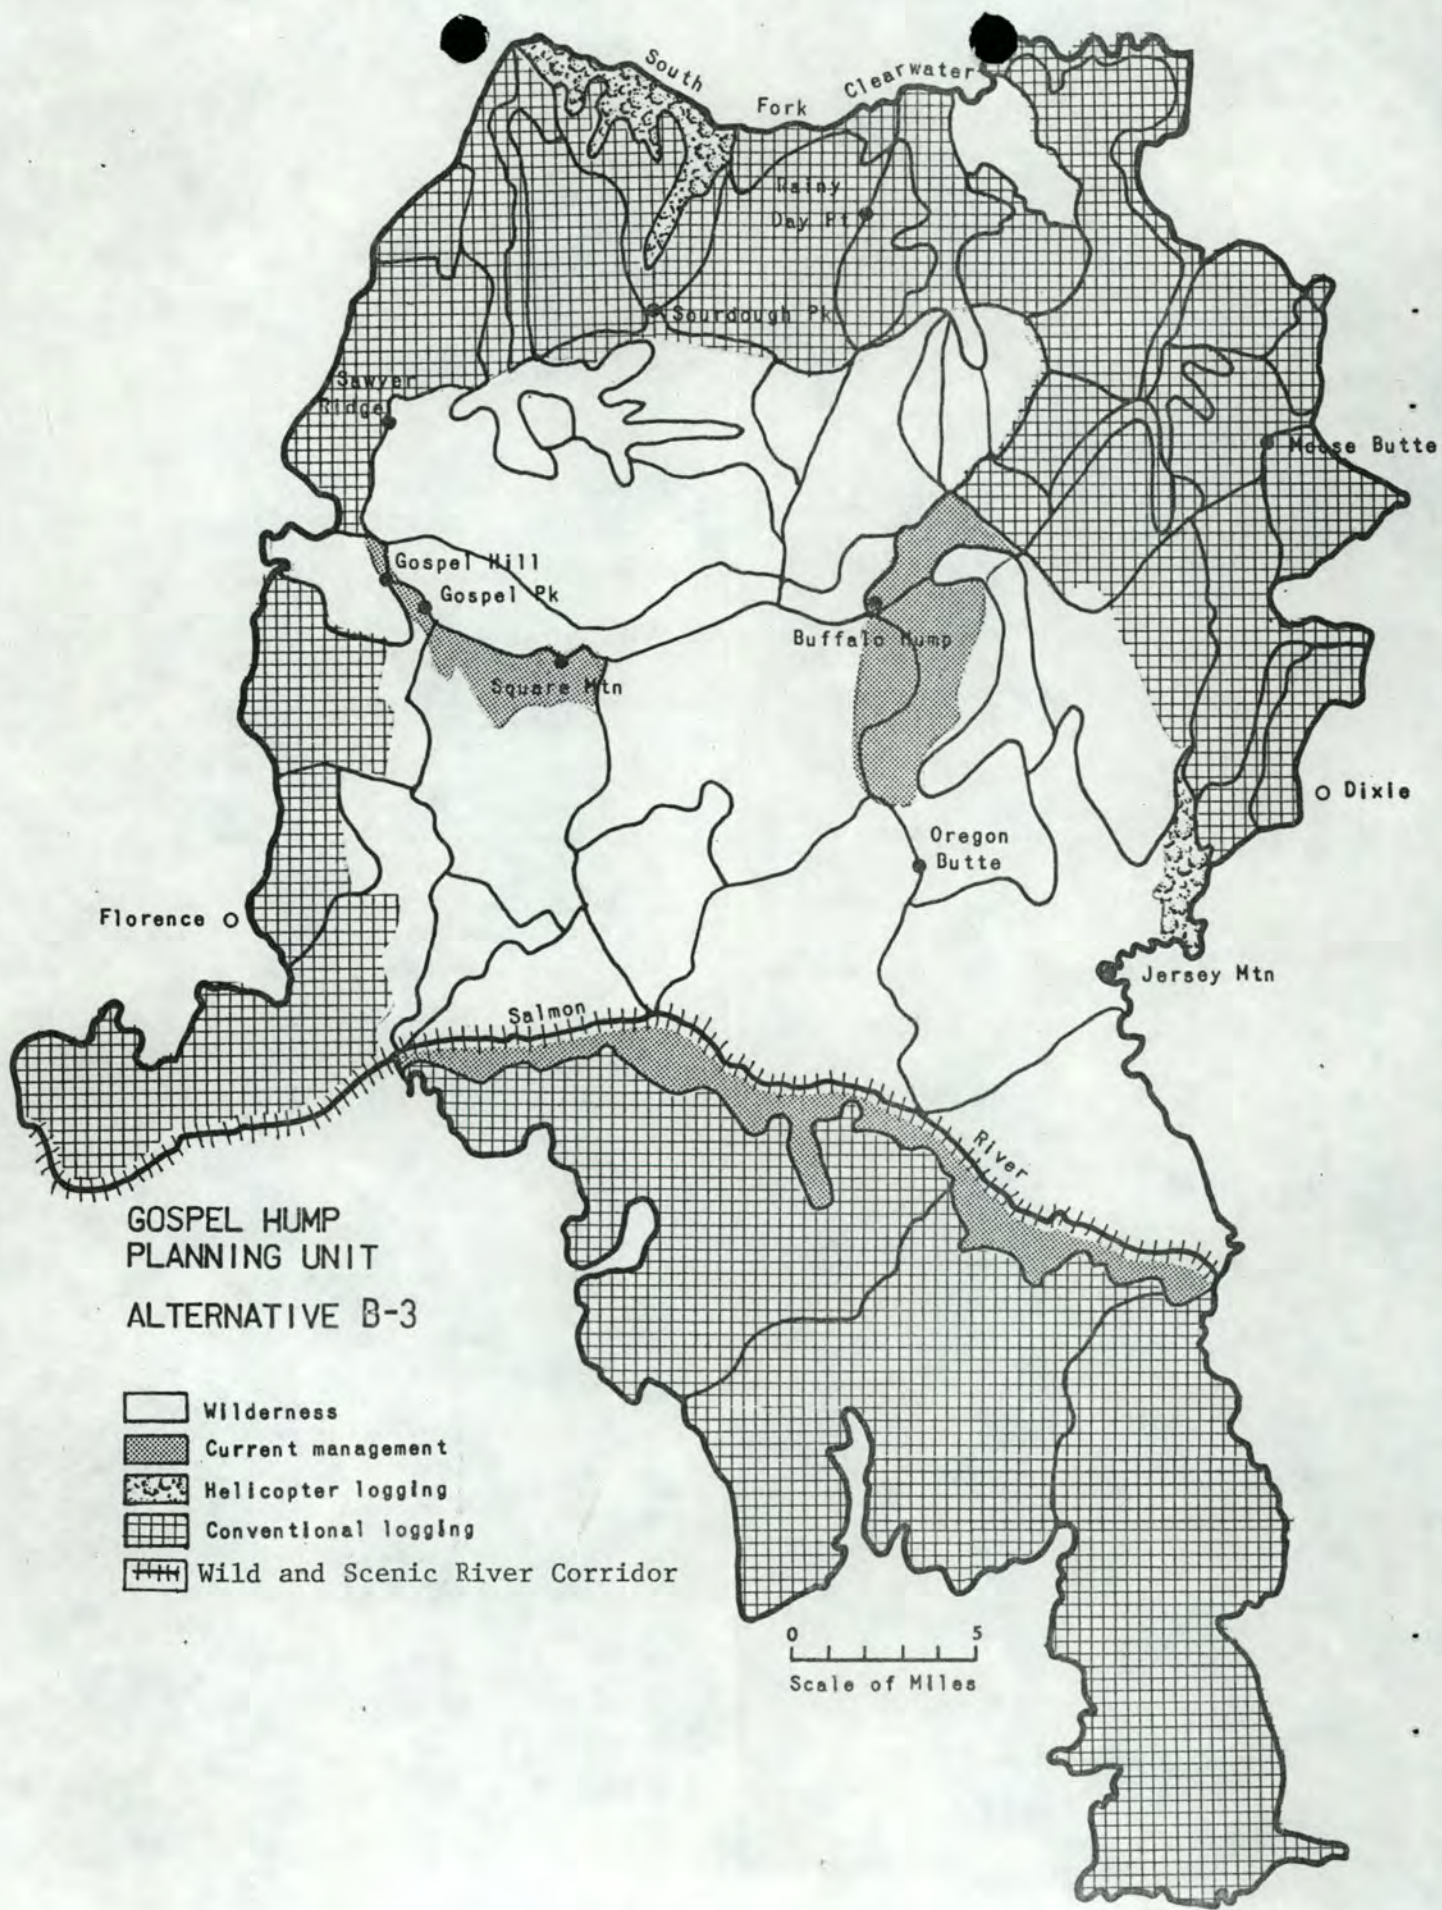 South
Fork
Clearwater
Rainy
Day Pt
Sourdough Pk
Sawyer
Ridge
Moose Butte
Gospel Hill
Gospel Pk
Buffalo Hump
Square Mtn
Dixie
Oregon
Butte
Florence
Jersey Mtn
Salmon
River
GOSPEL HUMP
PLANNING UNIT
ALTERNATIVE B-3
Wilderness
Current management
Helicopter logging
Conventional logging
Wild and Scenic River Corridor
0 5
Scale of Miles